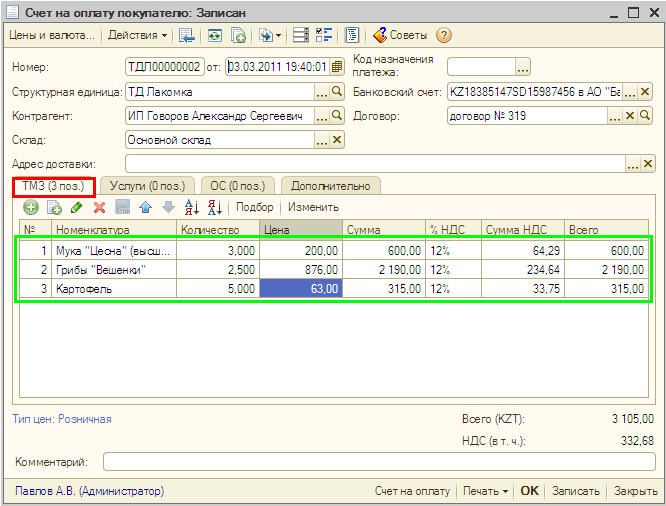 Счет на оплату покупателю: Записан
Цены и валюта... Действия Советы
Номер: ТДЛ00000002 от: 03.03.2011 19:40:01 Код назначения платежа:
Структурная единица: ТД Лакомка Банковский счет: KZ18385147SD15987456 в АО "Ба
Контрагент: ИП Говоров Александр Сергеевич Договор: договор № 319
Склад: Основной склад
Адрес доставки:
ТМЗ (3 поз.) Услуги (0 поз.) ОС (0 поз.) Дополнительно
Подбор Изменить
№ Номенклатура Количество Цена Сумма % НДС Сумма НДС Всего
1 Мука "Цесна" (высш... 3,000 200,00 600,00 12% 64,29 600,00
2 Грибы "Вешенки" 2,500 876,00 2 190,00 12% 234,64 2 190,00
3 Картофель 5,000 63,00 315,00 12% 33,75 315,00
Тип цен: Розничная Всего (KZT): 3 105,00
НДС (в т. ч.): 332,68
Комментарий:
Павлов А.В. (Администратор) Счет на оплату Печать OK Записать Закрыть